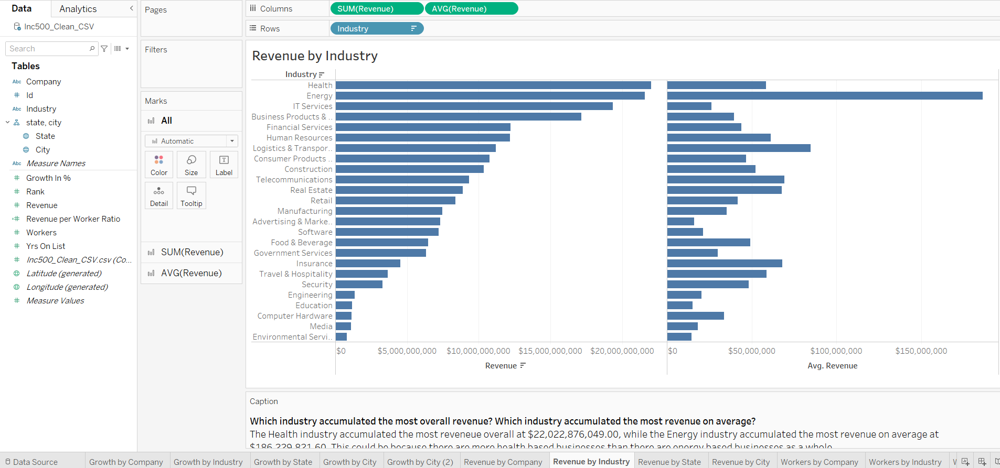 Data
Analytics
Inc500_Clean_CSV
Search
Tables
Abc Company
# Id
Abc Industry
state, city
State
City
Abc Measure Names
# Growth In %
# Rank
# Revenue
=# Revenue per Worker Ratio
# Workers
# Yrs On List
# Inc500_Clean_CSV.csv (Co...
Latitude (generated)
Longitude (generated)
# Measure Values
Pages
Filters
Marks
All
Automatic
Color
Size
T
Label
Detail
Tooltip
SUM(Revenue)
AVG(Revenue)
Columns
SUM(Revenue)
AVG(Revenue)
Rows
Industry
Revenue by Industry
Industry
Health
Energy
IT Services
Business Products & ..
Financial Services
Human Resources
Logistics & Transpor..
Consumer Products ..
Construction
Telecommunications
Real Estate
Retail
Manufacturing
Advertising & Marke..
Software
Food & Beverage
Government Services
Insurance
Travel & Hospitality
Security
Engineering
Education
Computer Hardware
Media
Environmental Servi..
$0 $5,000,000,000 $10,000,000,000 $15,000,000,000 $20,000,000,000
$0 $50,000,000 $100,000,000 $150,000,000
Revenue
Avg. Revenue
Caption
Which industry accumulated the most overall revenue? Which industry accumulated the most revenue on average?
The Health industry accumulated the most reveneue overall at $22,022,876,049.00, while the Energy industry accumulated the most revenue on average at
$186,229,821.60. This could be because there are more health based businesses than there are energy based businesses as a whole.
Data Source
Growth by Company
Growth by Industry
Growth by State
Growth by City
Growth by City (2)
Revenue by Company
Revenue by Industry
Revenue by State
Revenue by City
Workers by Company
Workers by Industry